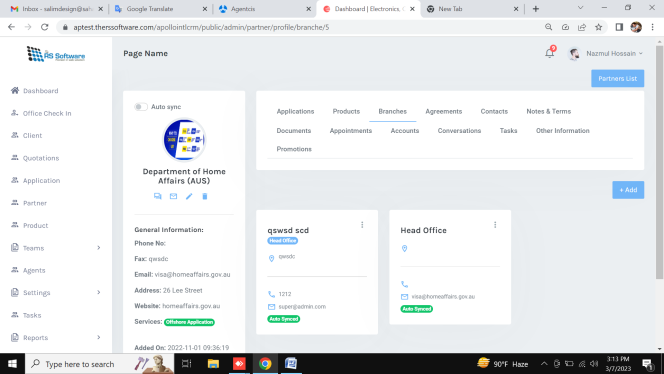 Inbox - salimdesign@sale
Google Translate
Agentcis
Dashboard | Electronics, C
New Tab
aptest.therssoftware.com/apollointlcrm/public/admin/partner/profile/branche/5
RS Software
Page Name
9
Nazmul Hossain
Partners List
Dashboard
Office Check In
Client
Quotations
Application
Partner
Product
Teams
Agents
Settings
Tasks
Reports
Auto sync
Department of Home
Affairs (AUS)
General Information:
Phone No:
Fax: qwsdc
Email: visa@homeaffairs.gov.au
Address: 26 Lee Street
Website: homeaffairs.gov.au
Services: Offshore Application
Added On: 2022-11-01 09:36:19
Applications Products Branches Agreements Contacts Notes & Terms
Documents Appointments Accounts Conversations Tasks Other Information
Promotions
+ Add
qswsd scd
Head Office
qwsdc
1212
super@admin.com
Auto Synced
Head Office
visa@homeaffairs.gov.au
Auto Synced
Type here to search
90°F Haze
3:13 PM
3/7/2023
1